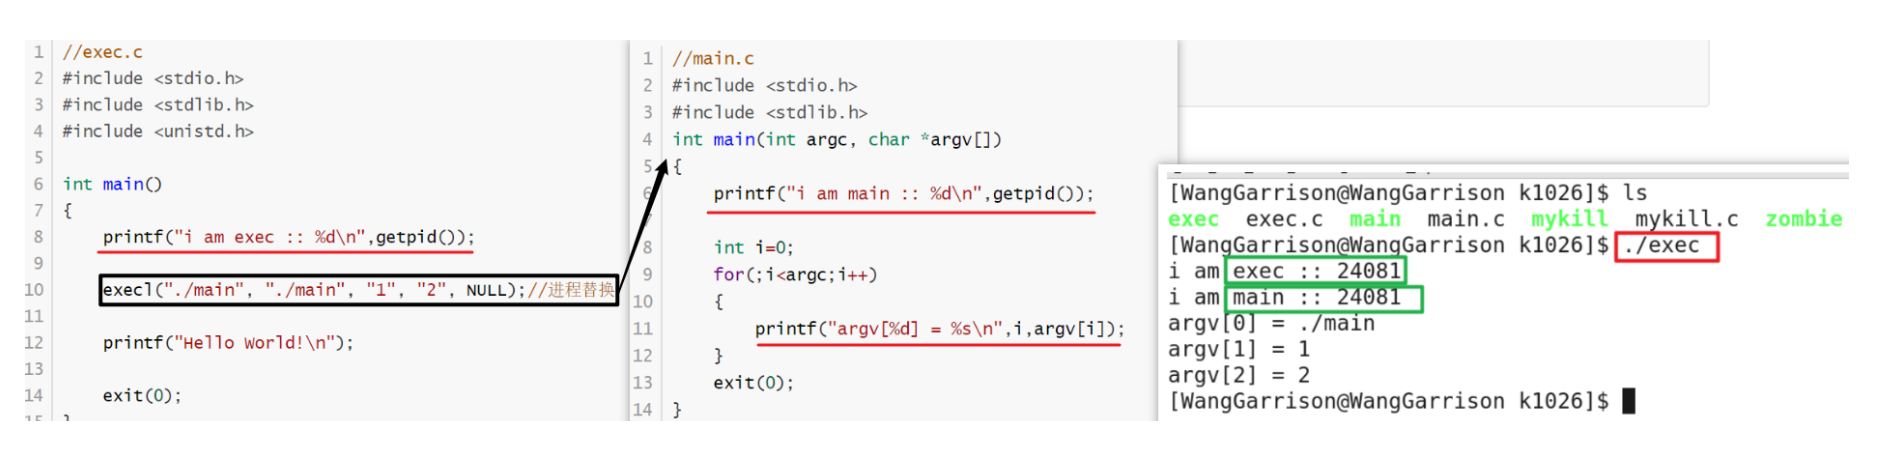 1 //exec.c
2 #include <stdio.h>
3 #include <stdlib.h>
4 #include <unistd.h>
5
6 int main()
7 {
8 printf("i am exec :: %d\n",getpid());
9
10 execl("./main", "./main", "1", "2", NULL);//进程替换
11
12 printf("Hello World!\n");
13
14 exit(0);
15 }
1 //main.c
2 #include <stdio.h>
3 #include <stdlib.h>
4 int main(int argc, char *argv[])
5 {
6 printf("i am main :: %d\n",getpid());
7
8 int i=0;
9 for(;i<argc;i++)
10 {
11 printf("argv[%d] = %s\n",i,argv[i]);
12 }
13 exit(0);
14 }
[WangGarrison@WangGarrison k1026]$ ls
exec exec.c main main.c mykill mykill.c zombie
[WangGarrison@WangGarrison k1026]$ ./exec
i am exec :: 24081
i am main :: 24081
argv[0] = ./main
argv[1] = 1
argv[2] = 2
[WangGarrison@WangGarrison k1026]$